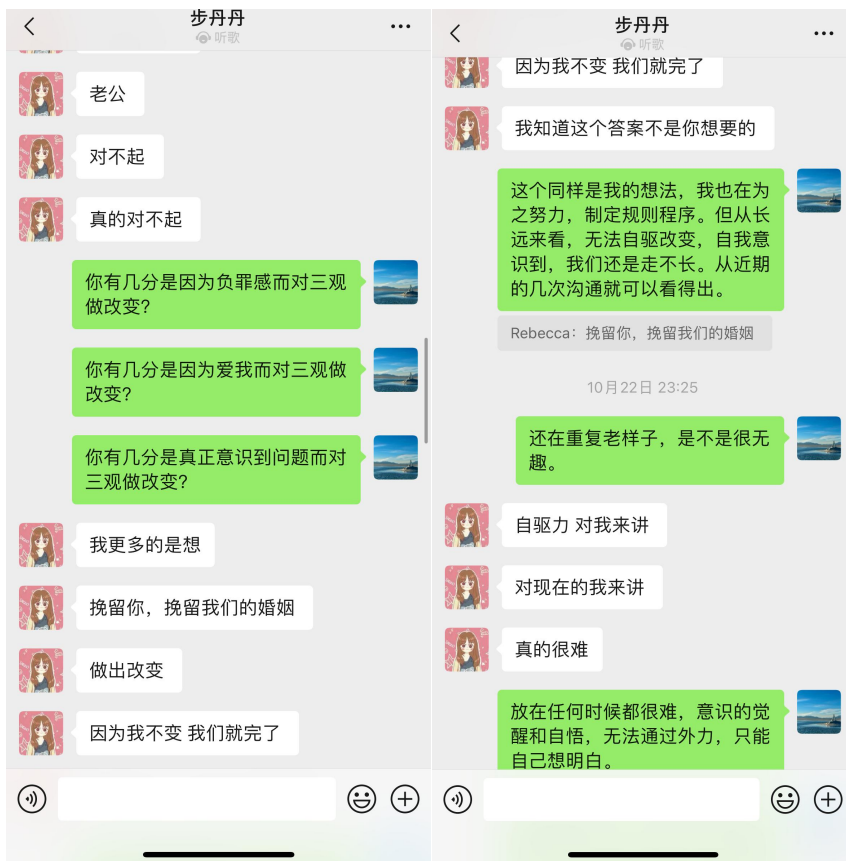 步丹丹
听歌
老公
对不起
真的对不起
你有几分是因为负罪感而对三观
做改变?
你有几分是因为爱我而对三观做
改变?
你有几分是真正意识到问题而对
三观做改变?
我更多的是想
挽留你，挽留我们的婚姻
做出改变
因为我不变 我们就完了
步丹丹
听歌
因为我不变 我们就完了
我知道这个答案不是你想要的
这个同样是我的想法，我也在为
之努力，制定规则程序。但从长
远来看，无法自驱改变，自我意
识到，我们还是走不长。从近期
的几次沟通就可以看得出。
Rebecca：挽留你，挽留我们的婚姻
10月22日 23:25
还在重复老样子，是不是很无
趣。
自驱力 对我来讲
对现在的我来讲
真的很难
放在任何时候都很难，意识的觉
醒和自悟，无法通过外力，只能
自己想明白。